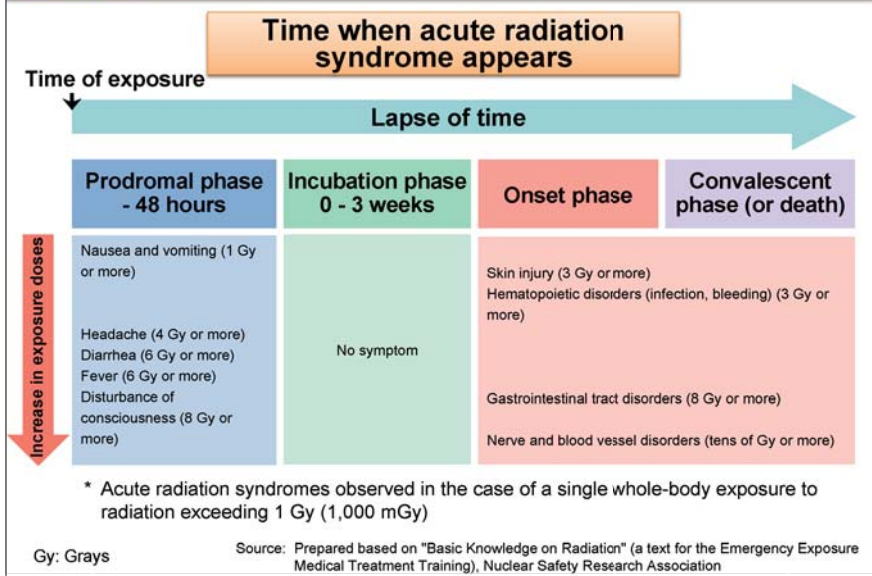 Time when acute radiation
syndrome appears
Time of exposure
Lapse of time
Prodromal phase
- 48 hours
Incubation phase
0 - 3 weeks
Onset phase
Convalescent
phase (or death)
Increase in exposure doses
Nausea and vomiting (1 Gy
or more)
Headache (4 Gy or more)
Diarrhea (6 Gy or more)
Fever (6 Gy or more)
Disturbance of
consciousness (8 Gy or
more)
No symptom
Skin injury (3 Gy or more)
Hematopoietic disorders (infection, bleeding) (3 Gy or
more)
Gastrointestinal tract disorders (8 Gy or more)
Nerve and blood vessel disorders (tens of Gy or more)
* Acute radiation syndromes observed in the case of a single whole-body exposure to
radiation exceeding 1 Gy (1,000 mGy)
Gy: Grays
Source: Prepared based on "Basic Knowledge on Radiation" (a text for the Emergency Exposure
Medical Treatment Training), Nuclear Safety Research Association